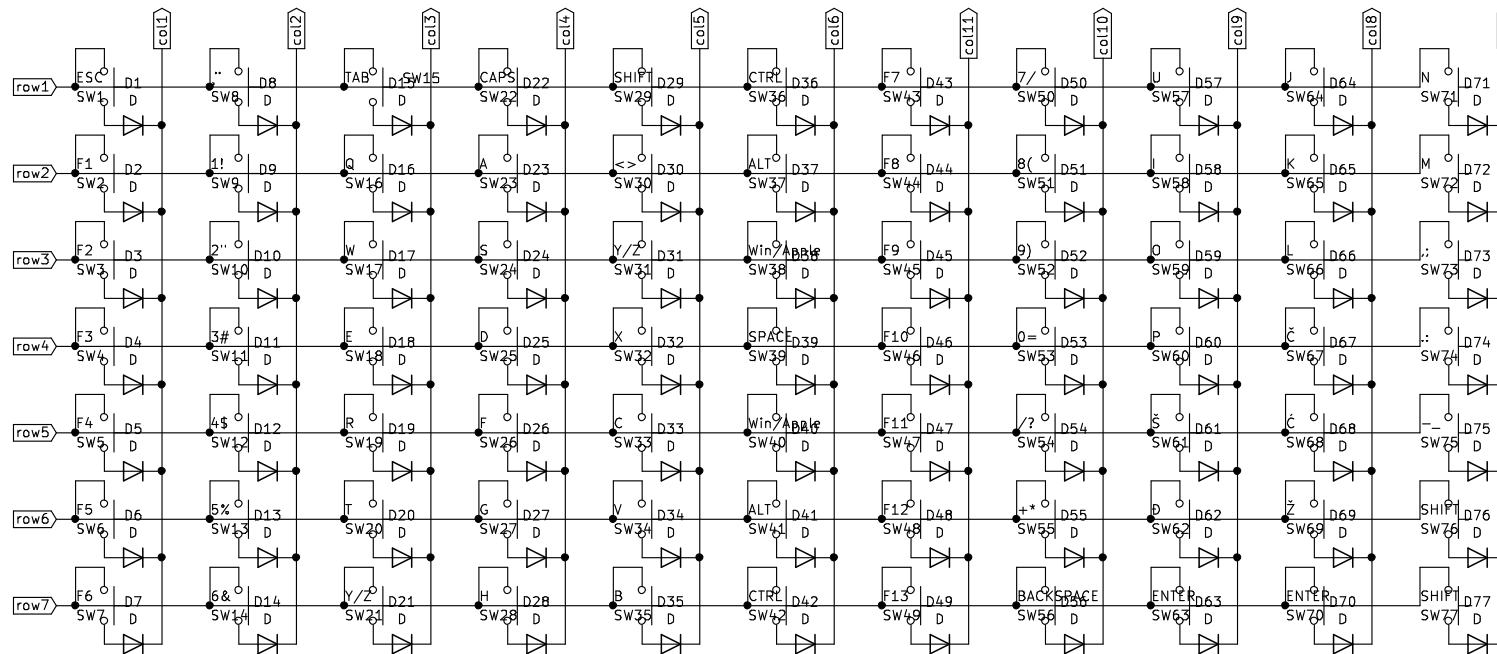 col1 col2 col3 col4 col5 col6 col11 col10 col9 col8
row1 ESC D1 SW1 D ¸¨ D8 SW8 D TAB D15 SW15 D CAPS D22 SW22 D SHIFT D29 SW29 D CTRL D36 SW36 D F7 D43 SW43 D 7/ D50 SW50 D U D57 SW57 D J D64 SW64 D N D71 SW71 D
row2 F1 D2 SW2 D 1! D9 SW9 D Q D16 SW16 D A D23 SW23 D <> D30 SW30 D ALT D37 SW37 D F8 D44 SW44 D 8( D51 SW51 D I D58 SW58 D K D65 SW65 D M D72 SW72 D
row3 F2 D3 SW3 D 2" D10 SW10 D W D17 SW17 D S D24 SW24 D Y/Z D31 SW31 D Win/Apple D38 SW38 D F9 D45 SW45 D 9) D52 SW52 D O D59 SW59 D L D66 SW66 D ,; D73 SW73 D
row4 F3 D4 SW4 D 3# D11 SW11 D E D18 SW18 D D D25 SW25 D X D32 SW32 D SPACE D39 SW39 D F10 D46 SW46 D 0= D53 SW53 D P D60 SW60 D Č D67 SW67 D .: D74 SW74 D
row5 F4 D5 SW5 D 4$ D12 SW12 D R D19 SW19 D F D26 SW26 D C D33 SW33 D Win/Apple D40 SW40 D F11 D47 SW47 D /? D54 SW54 D Š D61 SW61 D Ć D68 SW68 D -_ D75 SW75 D
row6 F5 D6 SW6 D 5% D13 SW13 D T D20 SW20 D G D27 SW27 D V D34 SW34 D ALT D41 SW41 D F12 D48 SW48 D +* D55 SW55 D Đ D62 SW62 D Ž D69 SW69 D SHIFT D76 SW76 D
row7 F6 D7 SW7 D 6& D14 SW14 D Y/Z D21 SW21 D H D28 SW28 D B D35 SW35 D CTRL D42 SW42 D F13 D49 SW49 D BACKSPACE D56 SW56 D ENTER D63 SW63 D ENTER D70 SW70 D SHIFT D77 SW77 D